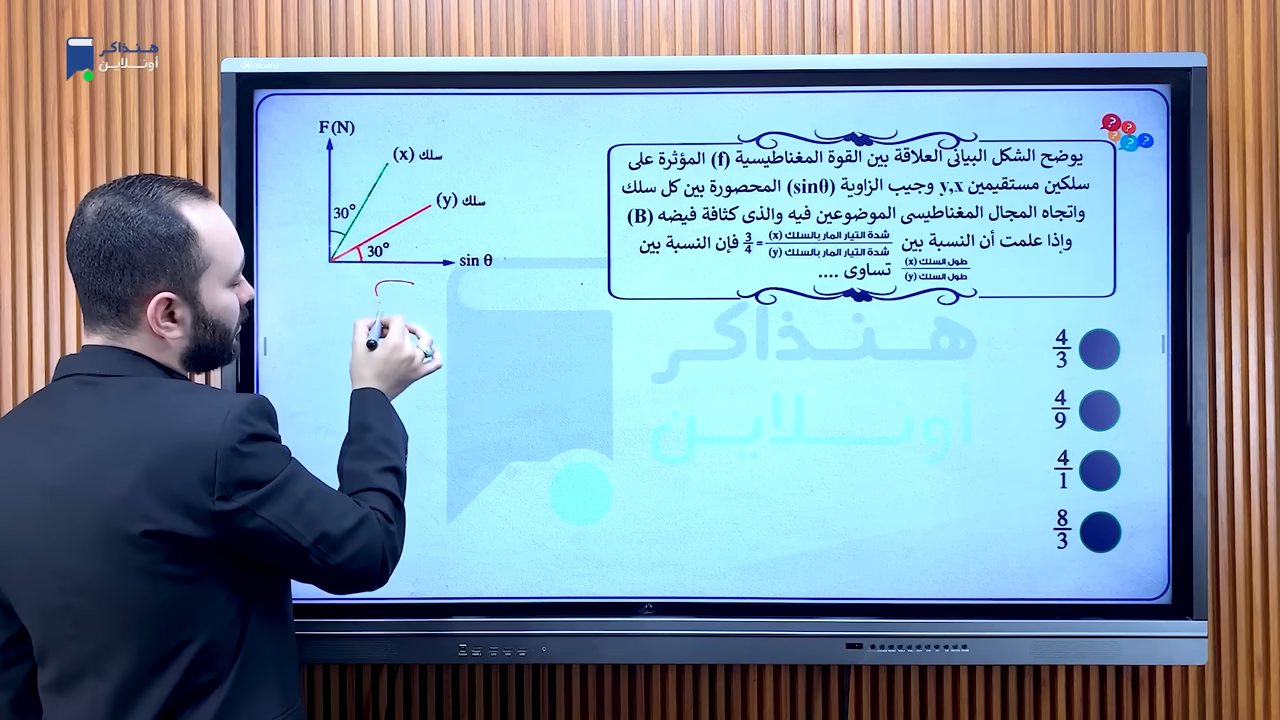 هنذاكر
أونلاين
QBoard
F(N)
سلك (x)
سلك (y)
30°
30°
sin θ
يوضح الشكل البيانى العلاقة بين القوة المغناطيسية (f) المؤثرة على
سلكين مستقيمين y,x وجيب الزاوية (sinθ) المحصورة بين كل سلك
واتجاه المجال المغناطيسى الموضوعين فيه والذى كثافة فيضه (B)
وإذا علمت أن النسبة بين شدة التيار المار بالسلك (x) / شدة التيار المار بالسلك (y) = 3/4 فإن النسبة بين
طول السلك (x) / طول السلك (y) تساوى ....
هنذاكر
أونلاين
4/3
4/9
4/1
8/3